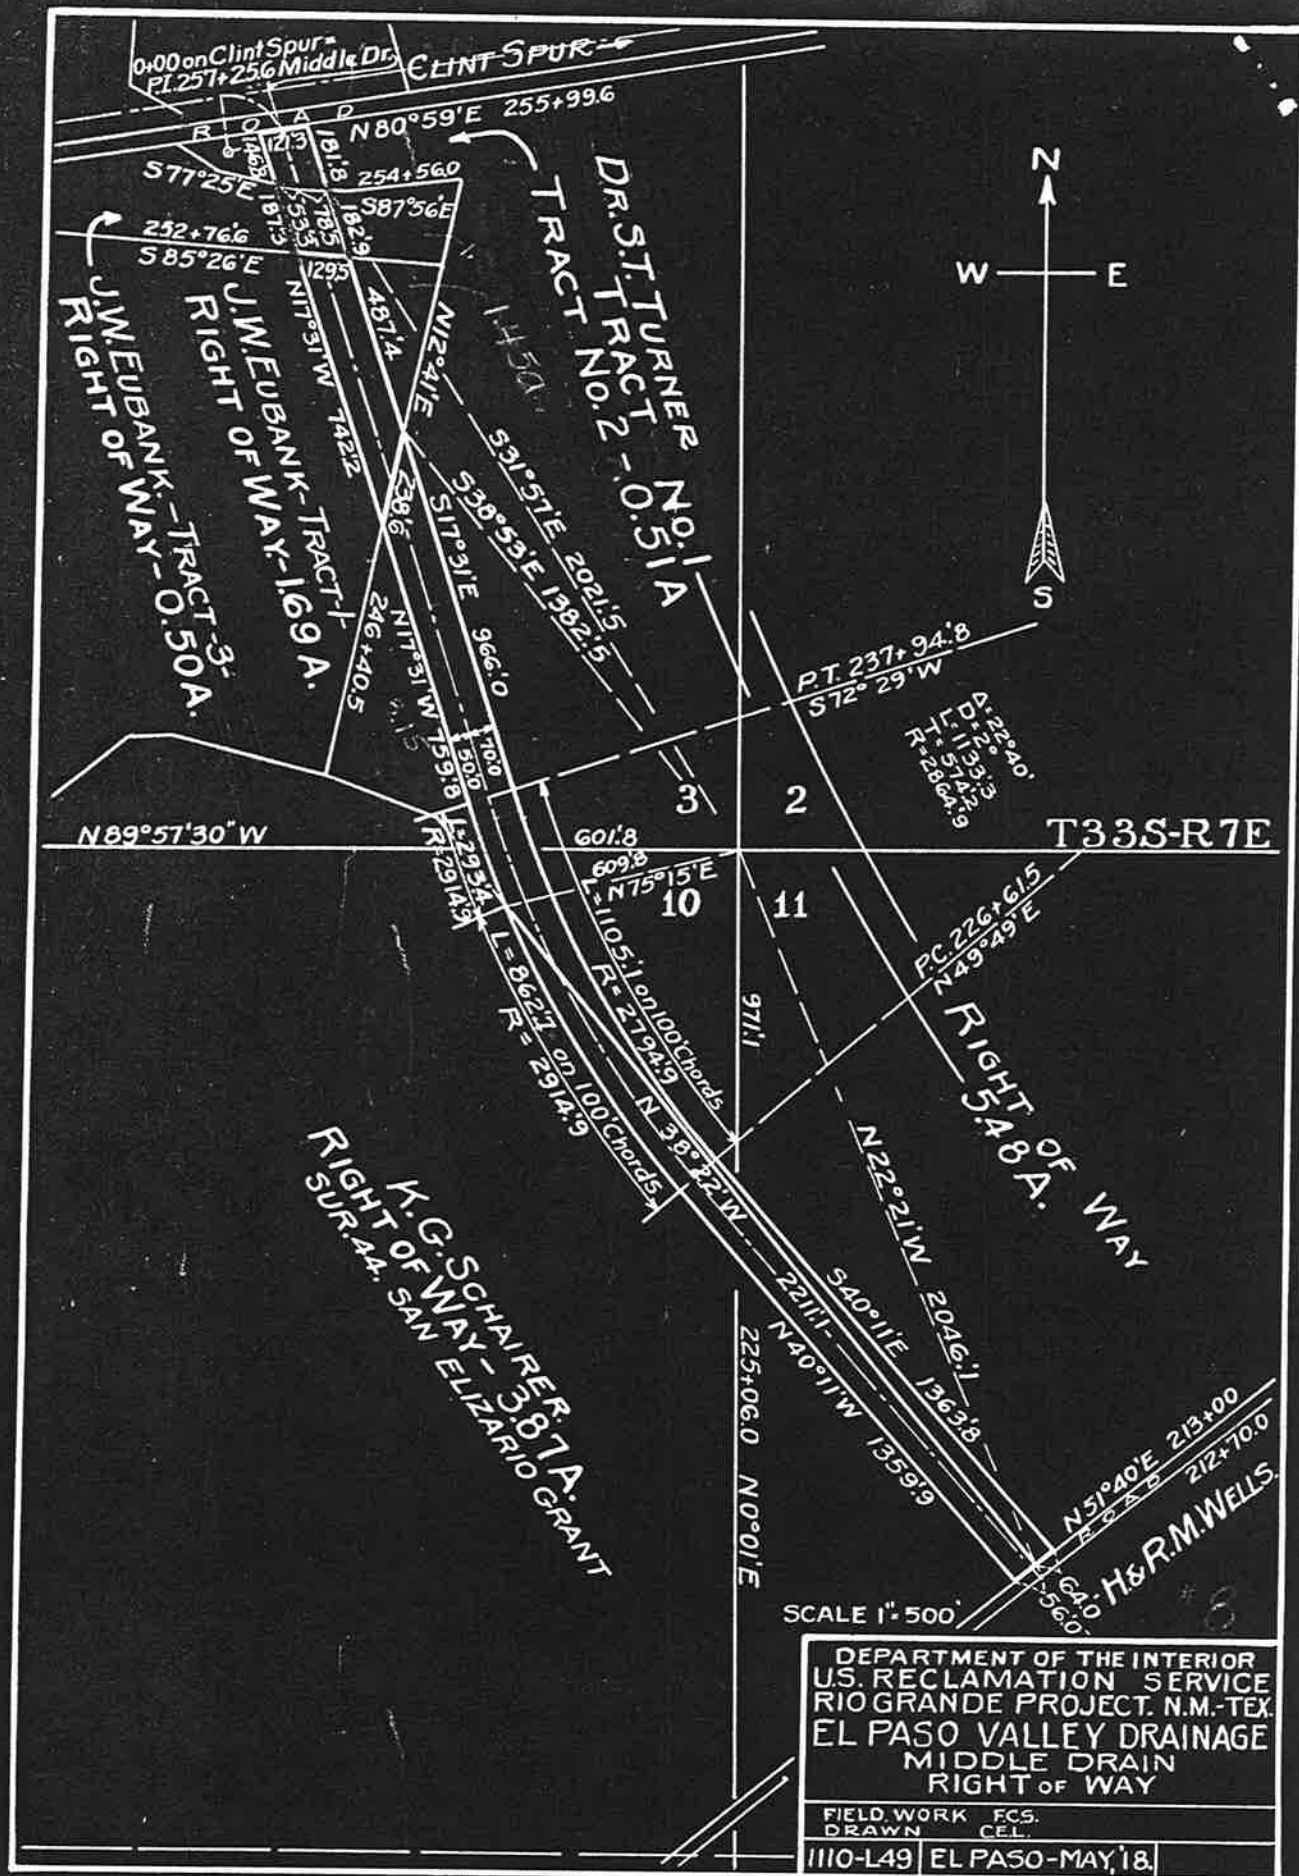 0+00 on Clint Spur=
P.I. 257+25.6 Middle Dr.
CLINT SPUR
ROAD
N 80°59'E 255+99.6
121.3
146.8
181.8
S77°25'E
254+56.0
S87°56'E
187.3
53.5
78.5
182.9
252+76.6
S 85°26'E
129.5
N17°31'W 742.2
487.4
N12°41'E
145a.
DR. S.T. TURNER
TRACT No. 1
TRACT No. 2 - 0.51 A
J.W. EUBANK - TRACT -3-
RIGHT OF WAY - 0.50 A.
J.W. EUBANK - TRACT 1
RIGHT OF WAY - 1.69 A.
N
W E
S
S31°57'E 2021.5
S38°53'E 1382.5
S17°31'E 966.0
238.6
246+40.5
N17°31'W 759.8
50.0
70.0
P.T. 237+94.8
S72°29'W
Δ=22°40'
D=2°
L=1133.3
T=574.2
R=2864.9
3 2
N89°57'30"W
601.8
T33S-R7E
609.8
N75°15'E
10 11
L=293.4
R=2914.9
L=1105.1 on 100' Chords
R=2794.9
L=862.7 on 100' Chords
R=2914.9
971.1
P.C. 226+61.5
N49°49'E
RIGHT OF WAY
5.48 A.
N 38°22'W
2211.1
N22°21'W 2046.1
S40°11'E 1363.8
N40°11'W 1359.9
225+06.0 N0°01'E
K.G. SCHAIRER.
RIGHT OF WAY - 3.87 A.
SUR. 44. SAN ELIZARIO GRANT
N51°40'E 213+00
ROAD 212+70.0
64.0
56.0
H. & R.M. WELLS.
#8
SCALE 1"=500'
DEPARTMENT OF THE INTERIOR
U.S. RECLAMATION SERVICE
RIO GRANDE PROJECT. N.M.-TEX.
EL PASO VALLEY DRAINAGE
MIDDLE DRAIN
RIGHT OF WAY
FIELD WORK F.C.S.
DRAWN C.E.L.
1110-L49 EL PASO-MAY,'18.